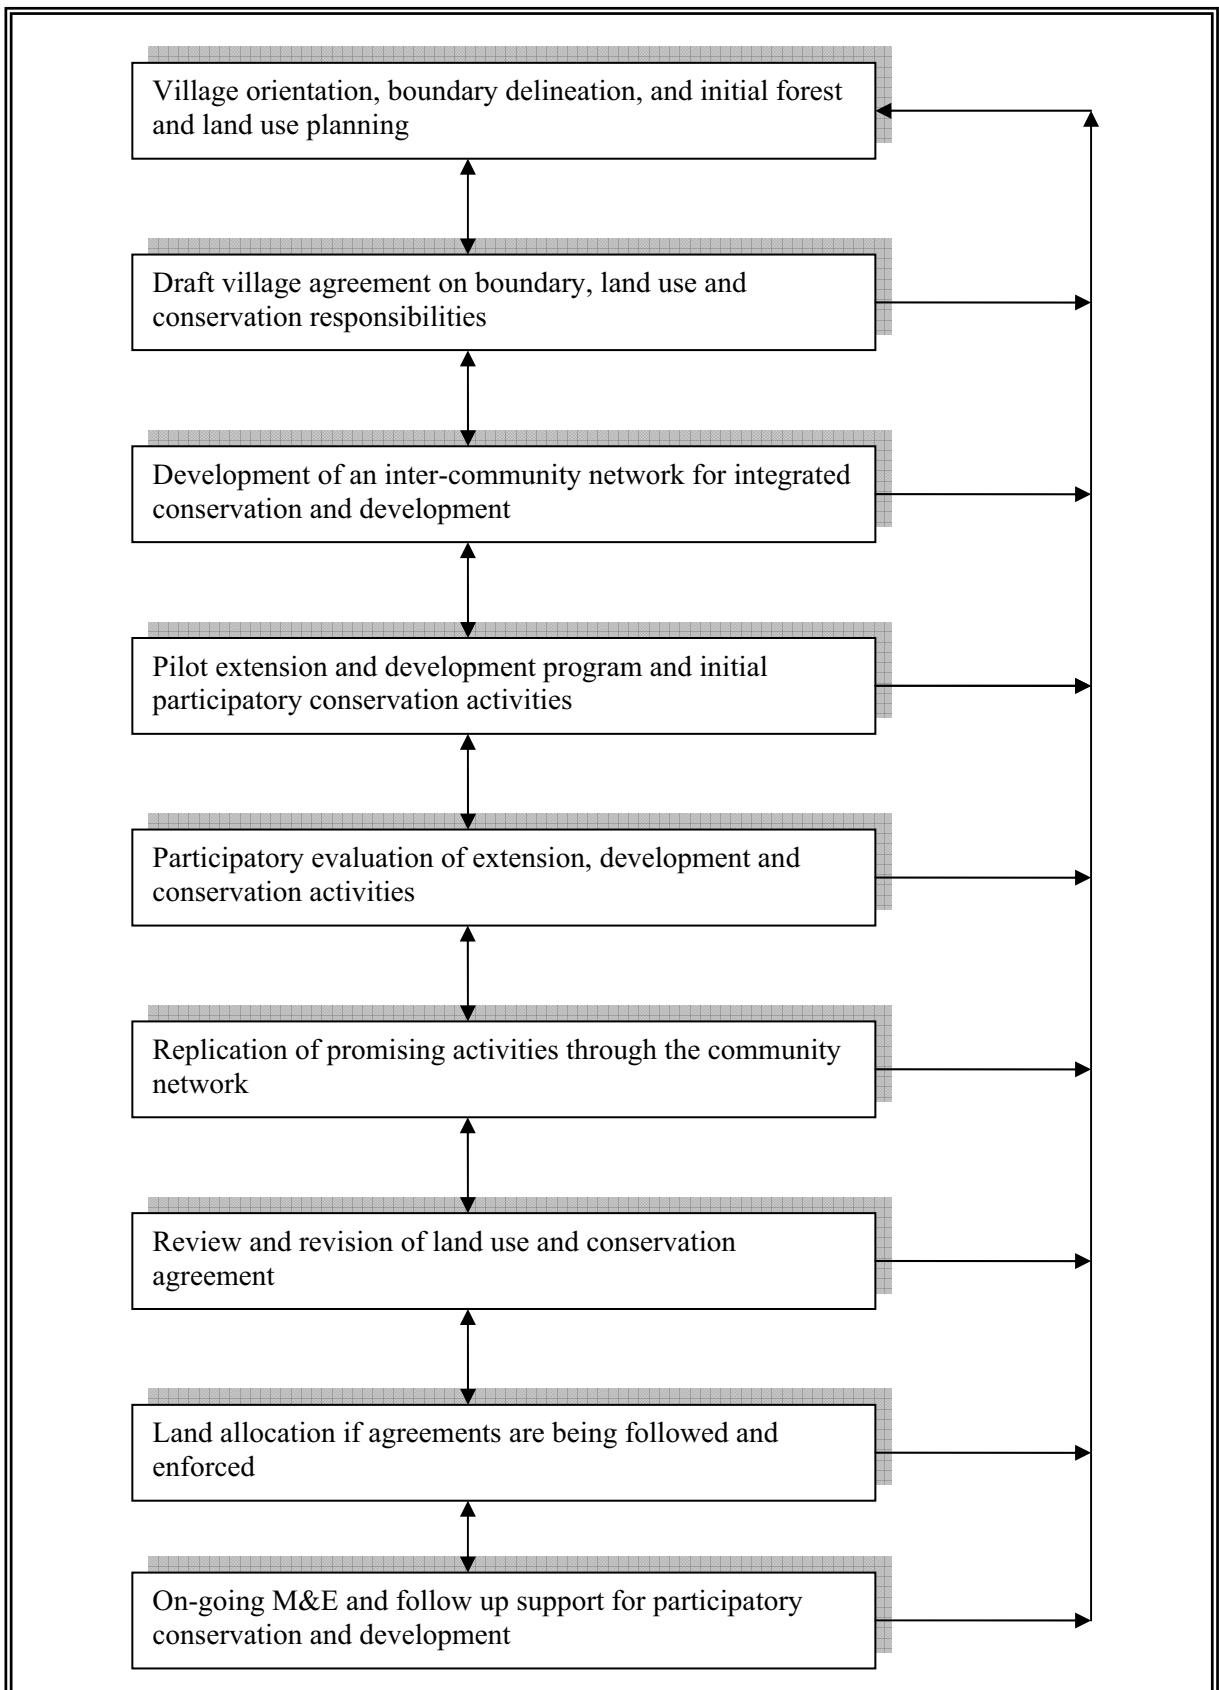 Village orientation, boundary delineation, and initial forest
and land use planning
Draft village agreement on boundary, land use and
conservation responsibilities
Development of an inter-community network for integrated
conservation and development
Pilot extension and development program and initial
participatory conservation activities
Participatory evaluation of extension, development and
conservation activities
Replication of promising activities through the community
network
Review and revision of land use and conservation
agreement
Land allocation if agreements are being followed and
enforced
On-going M&E and follow up support for participatory
conservation and development